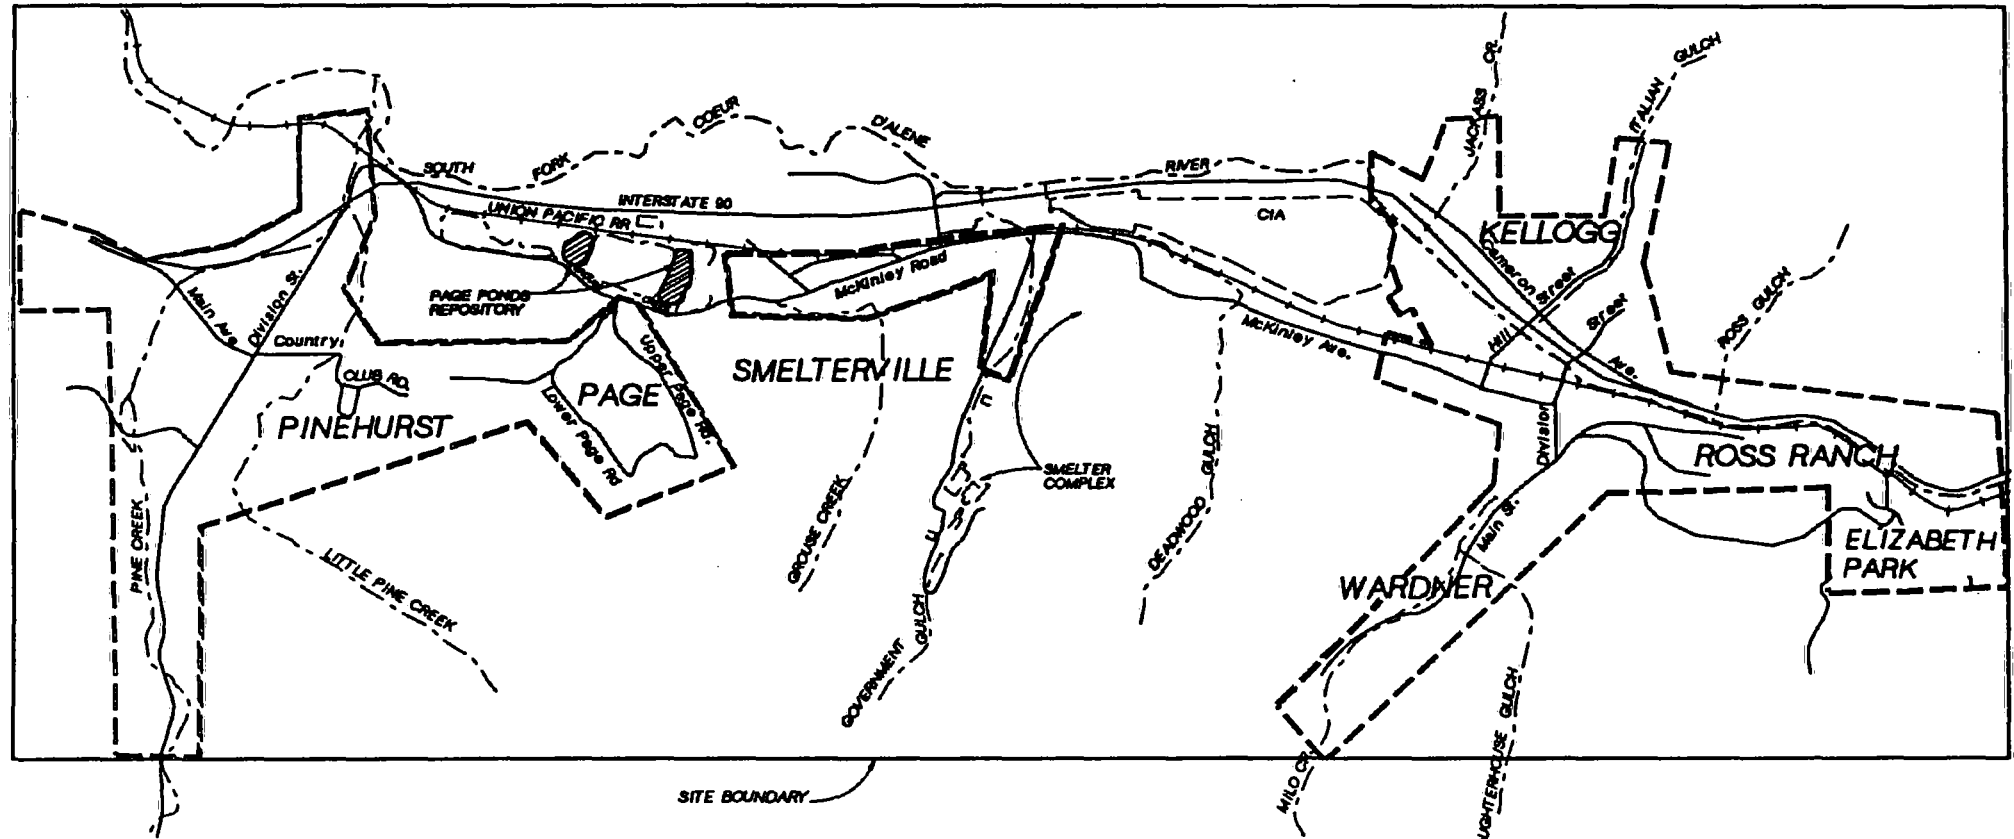 JACKASS CR.
ITALIAN GULCH
SOUTH FORK COEUR D'ALENE RIVER
INTERSTATE 90
UNION PACIFIC RR
CIA
KELLOGG
Cameron Street
Hill Street
Ave.
ROSS GULCH
Main Ave
Division St.
Country
CLUB RD.
PAGE PONDS
REPOSITORY
McKinley Road
McKinley Ave.
PINEHURST
PAGE
Upper Page Rd.
Lower Page Rd
SMELTERVILLE
SMELTER
COMPLEX
Division
ROSS RANCH
ELIZABETH
PARK
Main St.
WARDNER
PINE CREEK
LITTLE PINE CREEK
GROUSE CREEK
GOVERNMENT GULCH
DEADWOOD GULCH
MILO CR.
UGHTERHOUSE GULCH
SITE BOUNDARY